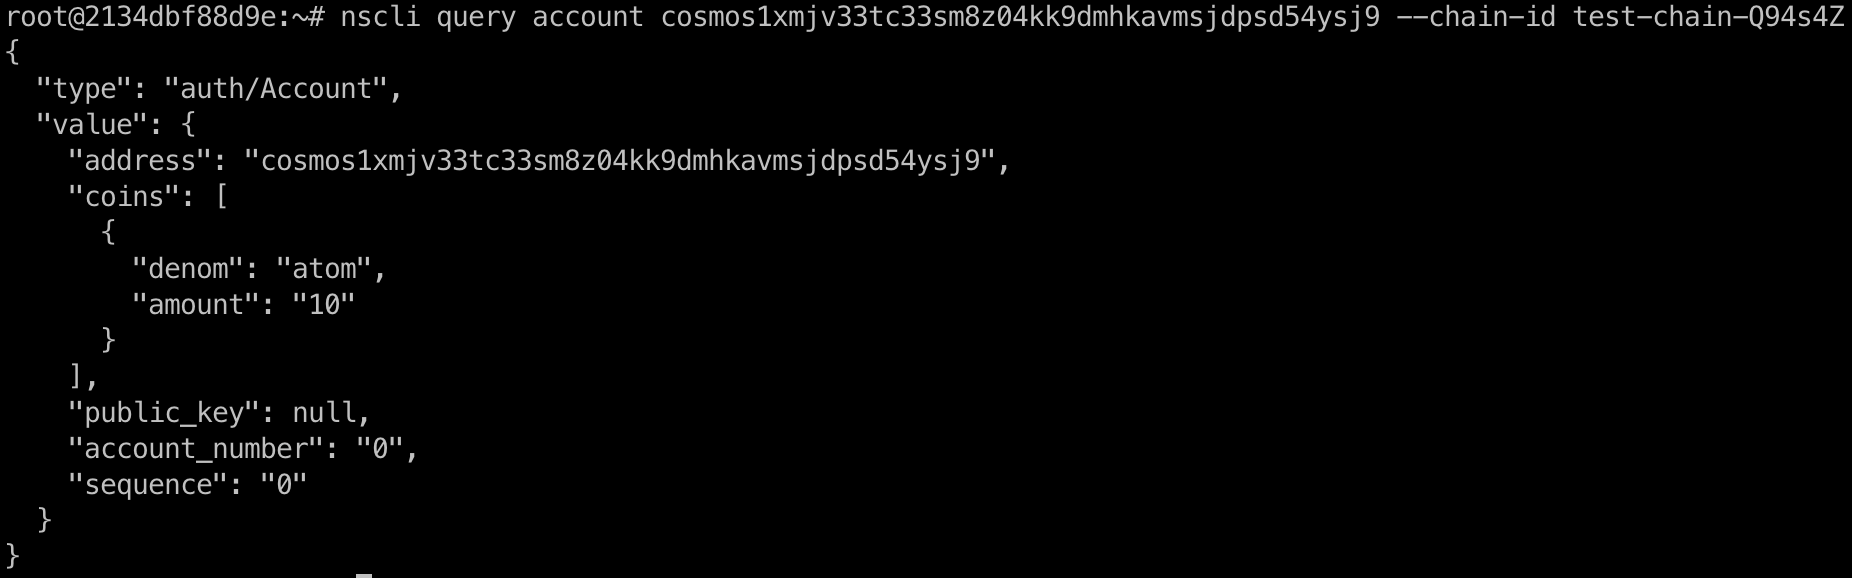 root@2134dbf88d9e:~# nscli query account cosmos1xmjv33tc33sm8z04kk9dmhkavmsjdpsd54ysj9 --chain-id test-chain-Q94s4Z
{
  "type": "auth/Account",
  "value": {
    "address": "cosmos1xmjv33tc33sm8z04kk9dmhkavmsjdpsd54ysj9",
    "coins": [
      {
        "denom": "atom",
        "amount": "10"
      }
    ],
    "public_key": null,
    "account_number": "0",
    "sequence": "0"
  }
}